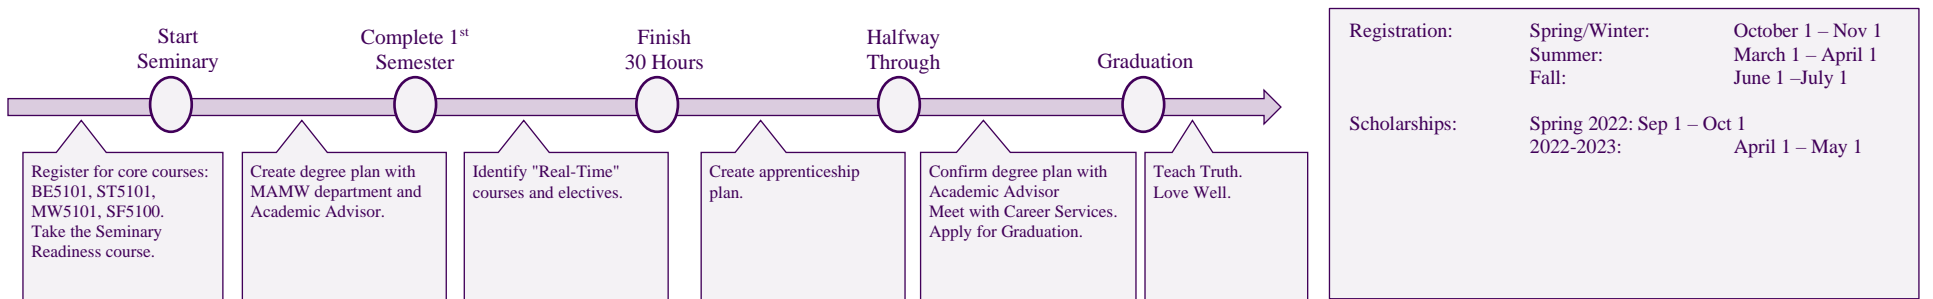 Start
Seminary
Complete 1st
Semester
Finish
30 Hours
Halfway
Through
Graduation
Register for core courses:
BE5101, ST5101,
MW5101, SF5100.
Take the Seminary
Readiness course.
Create degree plan with
MAMW department and
Academic Advisor.
Identify "Real-Time"
courses and electives.
Create apprenticeship
plan.
Confirm degree plan with
Academic Advisor
Meet with Career Services.
Apply for Graduation.
Teach Truth.
Love Well.
Registration: Spring/Winter: October 1 – Nov 1
Summer: March 1 – April 1
Fall: June 1 –July 1
Scholarships: Spring 2022: Sep 1 – Oct 1
2022-2023: April 1 – May 1